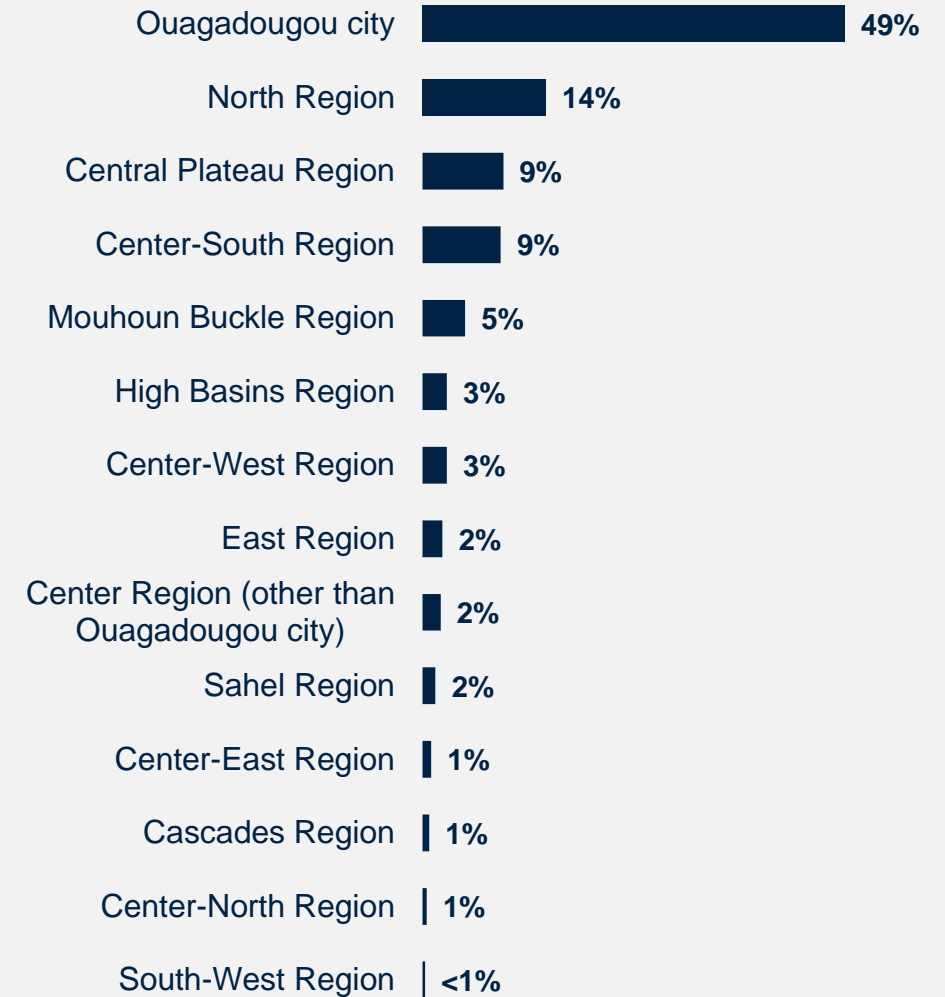 Ouagadougou city 49%
North Region 14%
Central Plateau Region 9%
Center-South Region 9%
Mouhoun Buckle Region 5%
High Basins Region 3%
Center-West Region 3%
East Region 2%
Center Region (other than
Ouagadougou city) 2%
Sahel Region 2%
Center-East Region 1%
Cascades Region 1%
Center-North Region 1%
South-West Region <1%